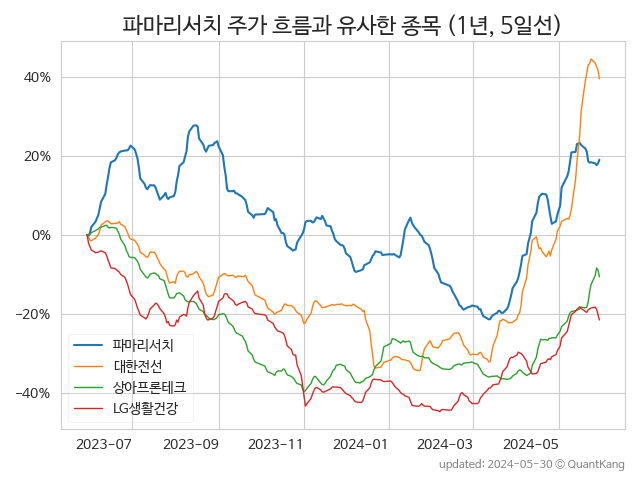 파마리서치 주가 흐름과 유사한 종목 (1년, 5일선)
40%
20%
0%
−20%
−40%
파마리서치
대한전선
상아프론테크
LG생활건강
2023-07
2023-09
2023-11
2024-01
2024-03
2024-05
updated: 2024-05-30 © QuantKang